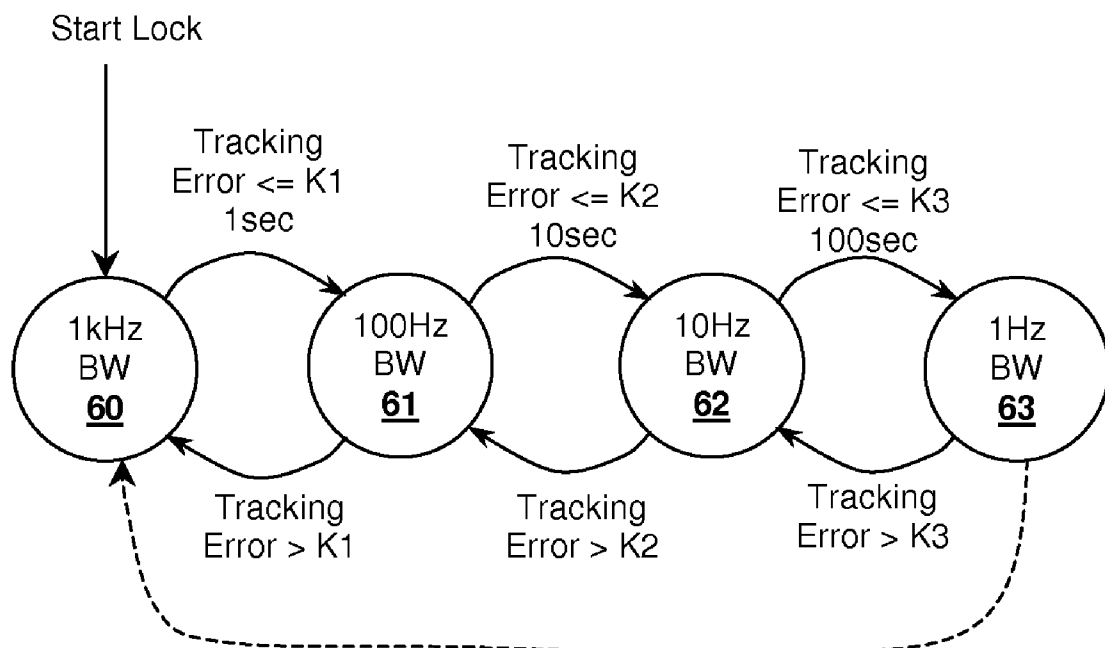 Start Lock
Tracking
Error <= K1
1sec
Tracking
Error <= K2
10sec
Tracking
Error <= K3
100sec
1kHz
BW
60
100Hz
BW
61
10Hz
BW
62
1Hz
BW
63
Tracking
Error > K1
Tracking
Error > K2
Tracking
Error > K3